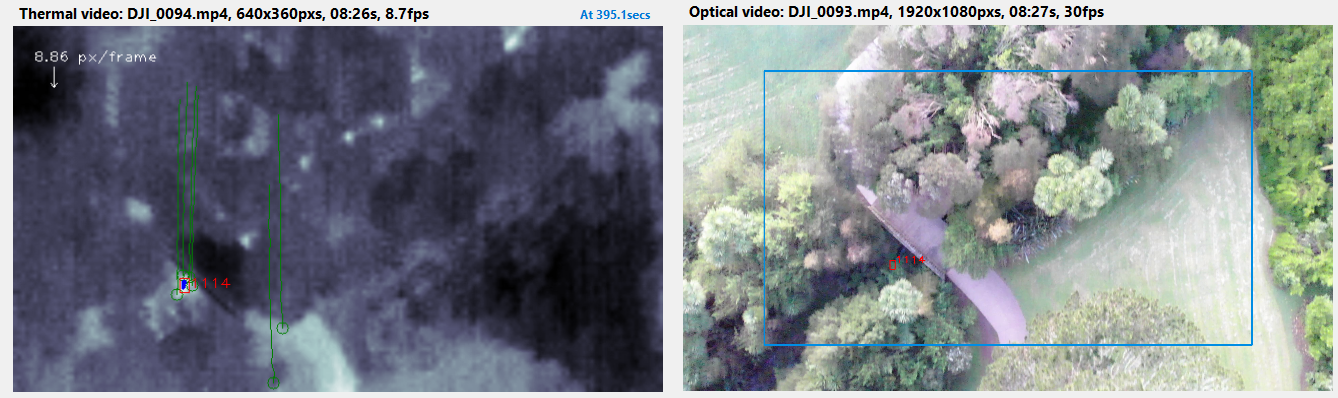 Thermal video: DJI_0094.mp4, 640x360pxs, 08:26s, 8.7fps
At 395.1secs
8.86 px/frame
114
Optical video: DJI_0093.mp4, 1920x1080pxs, 08:27s, 30fps
114